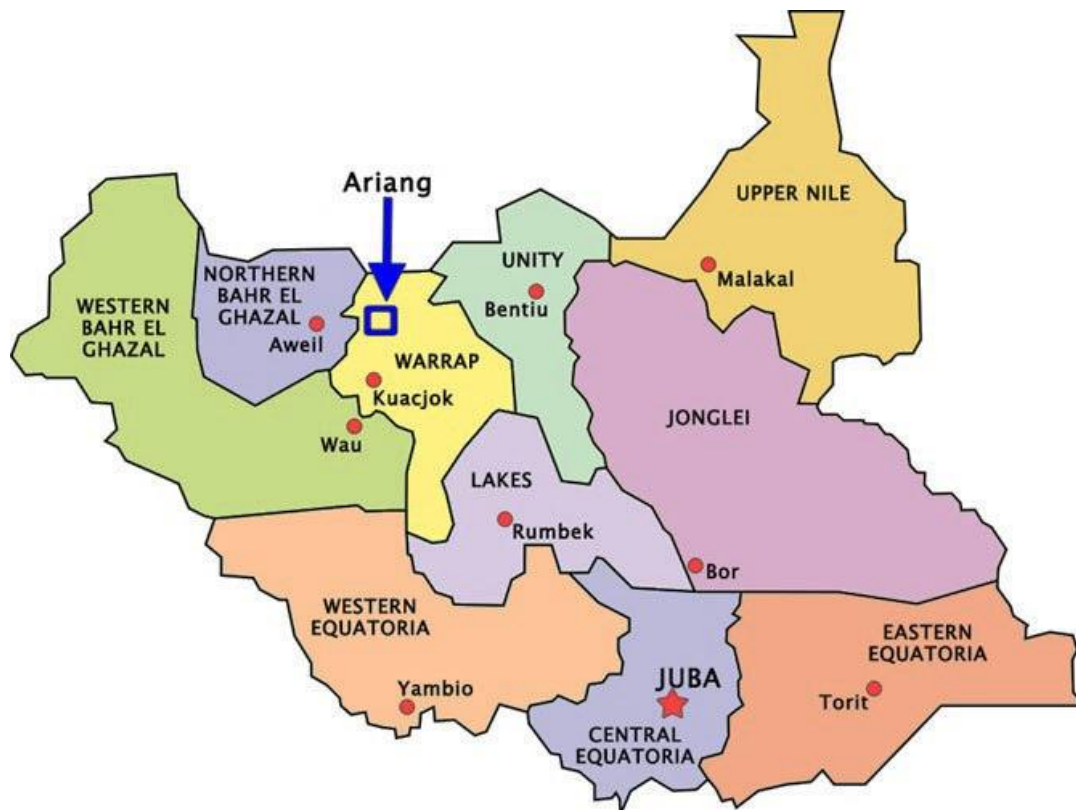 Ariang
UPPER NILE
Malakal
UNITY
Bentiu
NORTHERN
BAHR EL
GHAZAL
Aweil
WESTERN
BAHR EL
GHAZAL
WARRAP
Kuacjok
Wau
JONGLEI
LAKES
Rumbek
Bor
WESTERN
EQUATORIA
Yambio
JUBA
CENTRAL
EQUATORIA
EASTERN
EQUATORIA
Torit